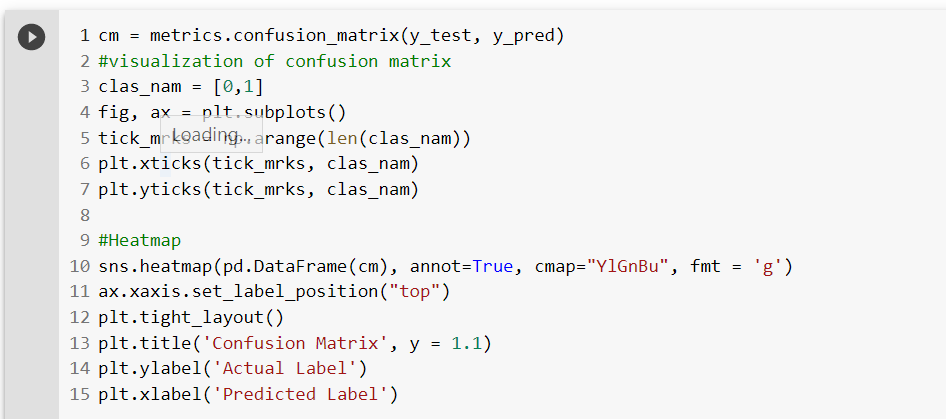 1 cm = metrics.confusion_matrix(y_test, y_pred)
2 #visualization of confusion matrix
3 clas_nam = [0,1]
4 fig, ax = plt.subplots()
5 tick_mrks = np.arange(len(clas_nam))
Loading...
6 plt.xticks(tick_mrks, clas_nam)
7 plt.yticks(tick_mrks, clas_nam)
8
9 #Heatmap
10 sns.heatmap(pd.DataFrame(cm), annot=True, cmap="YlGnBu", fmt = 'g')
11 ax.xaxis.set_label_position("top")
12 plt.tight_layout()
13 plt.title('Confusion Matrix', y = 1.1)
14 plt.ylabel('Actual Label')
15 plt.xlabel('Predicted Label')